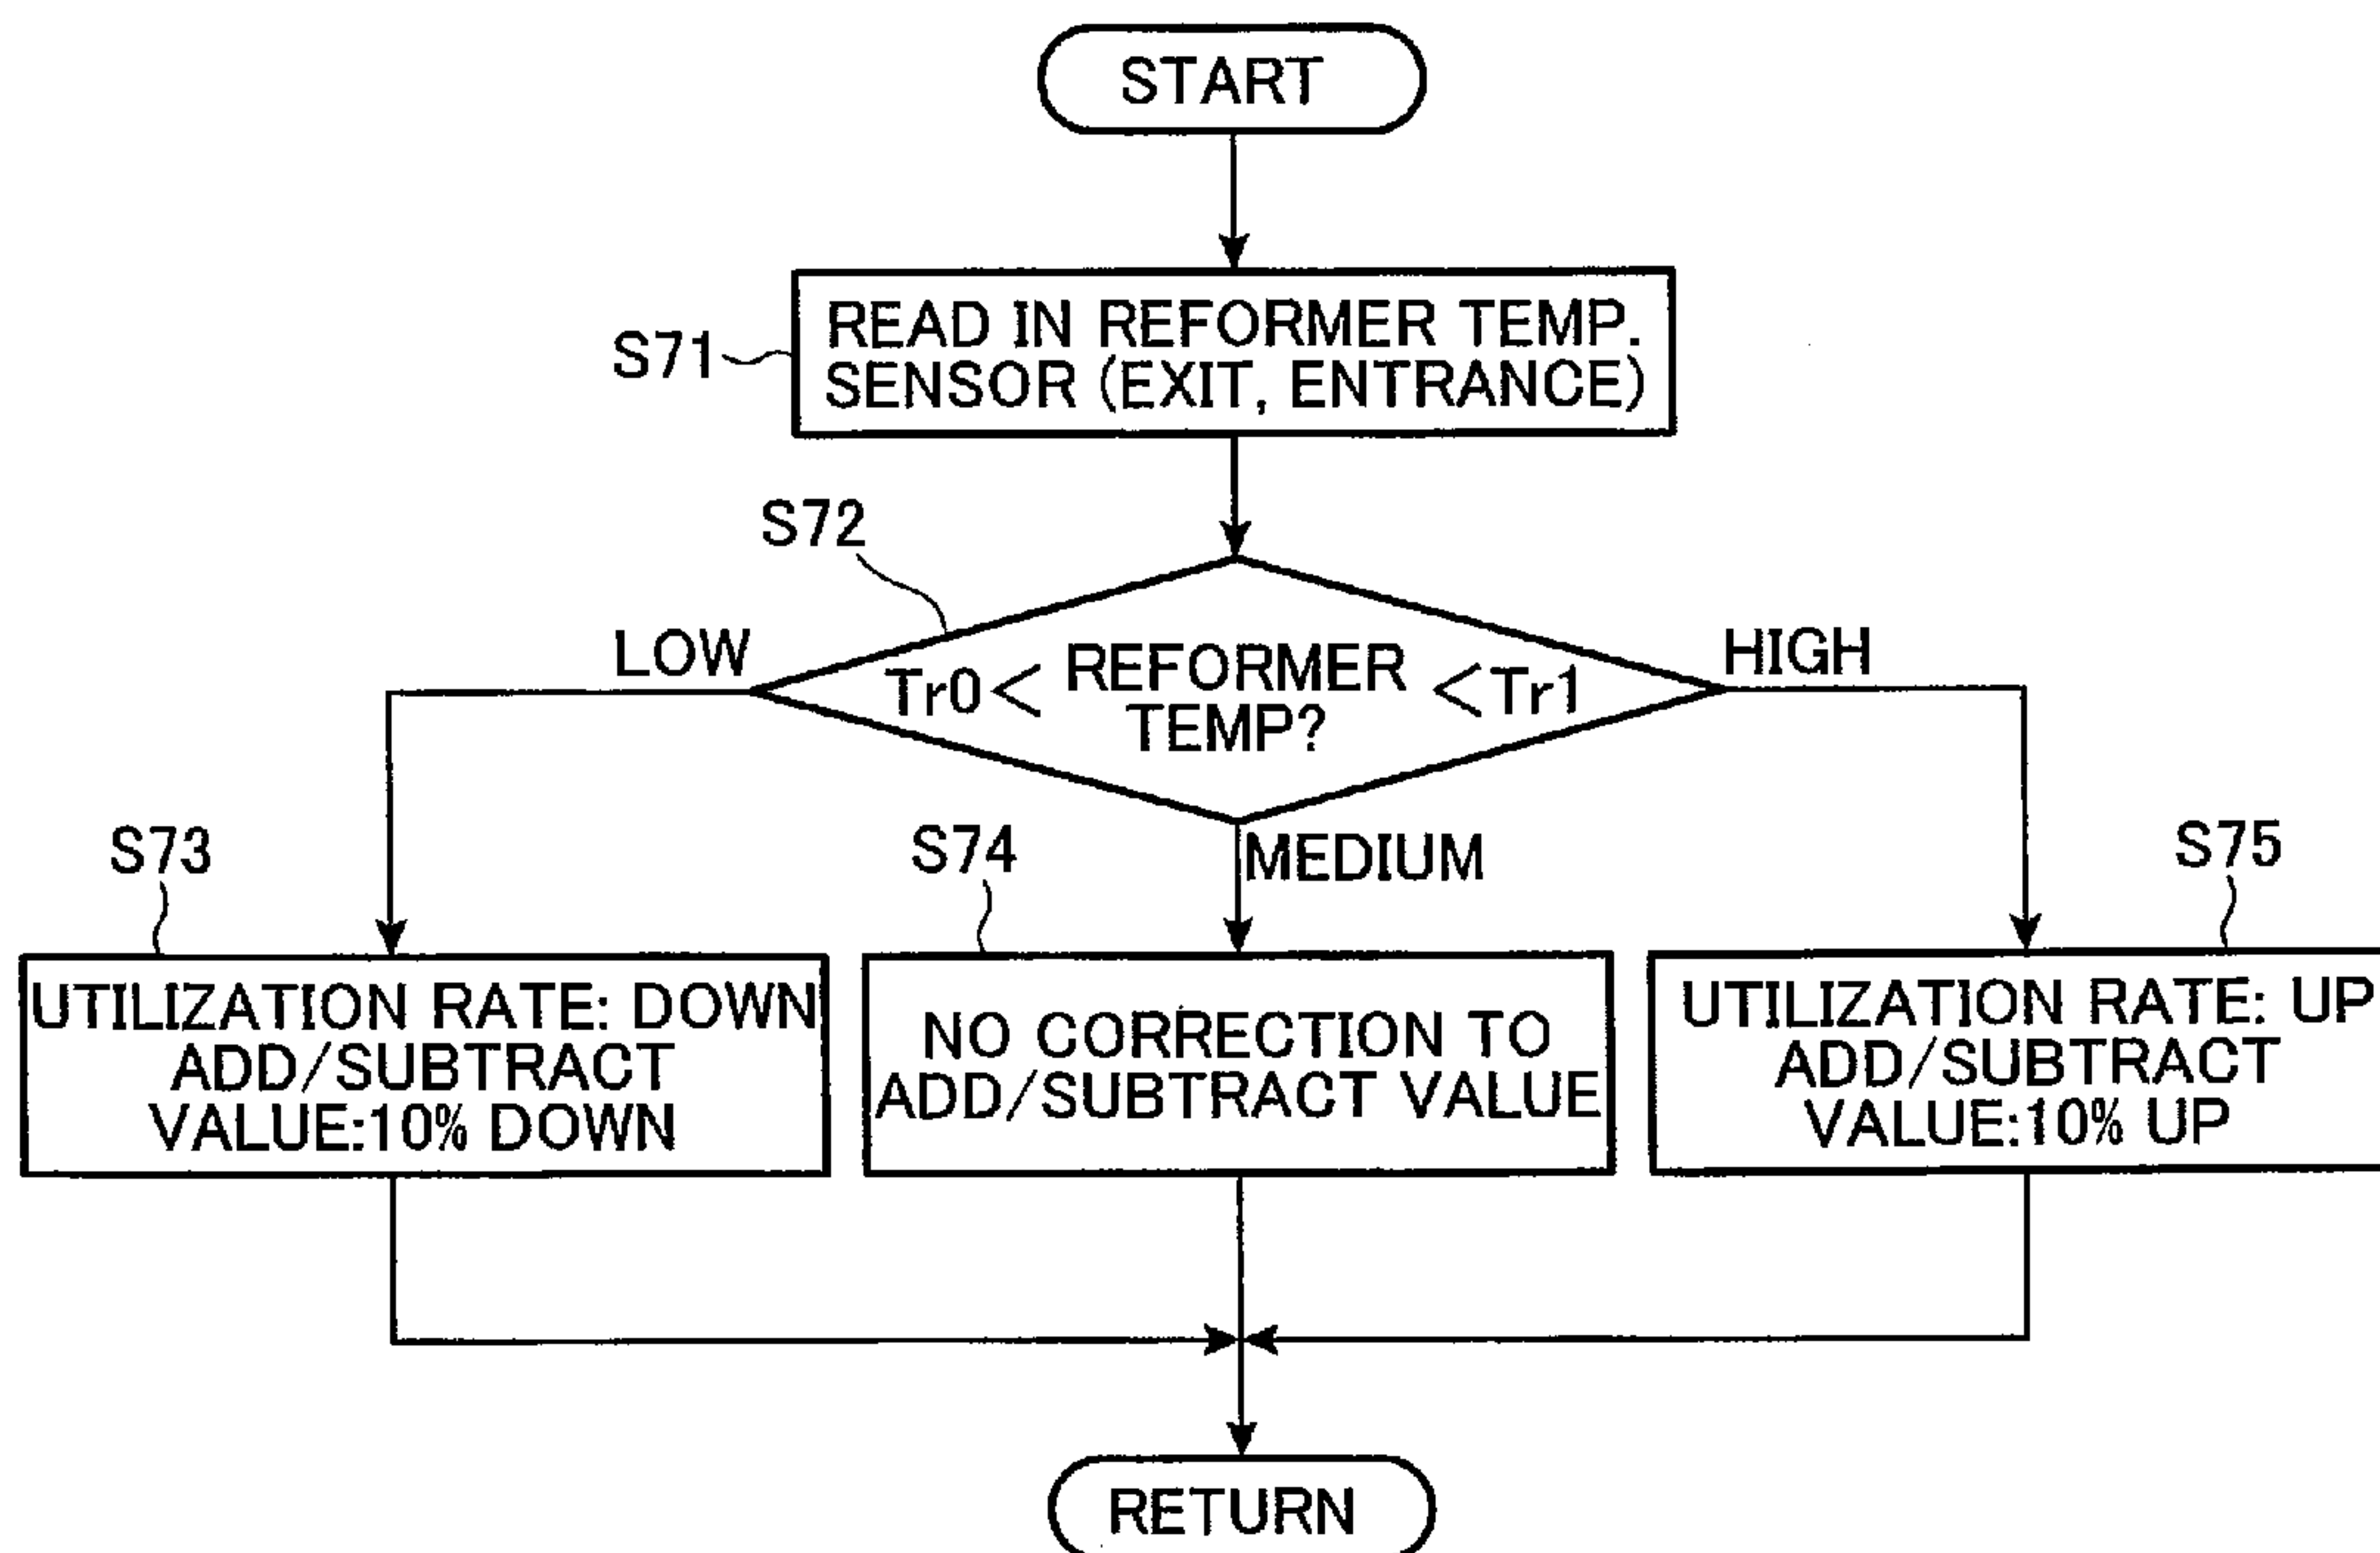 START
S71
READ IN REFORMER TEMP.
SENSOR (EXIT, ENTRANCE)
S72
LOW
Tr0< REFORMER TEMP? <Tr1
HIGH
MEDIUM
S73
UTILIZATION RATE: DOWN
ADD/SUBTRACT
VALUE:10% DOWN
S74
NO CORRECTION TO
ADD/SUBTRACT VALUE
S75
UTILIZATION RATE: UP
ADD/SUBTRACT
VALUE:10% UP
RETURN